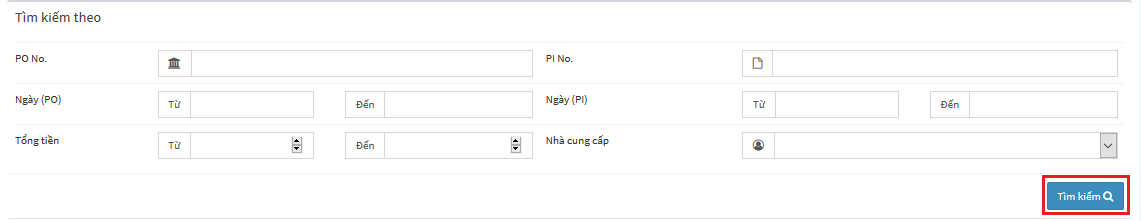 Tìm kiếm theo
PO No.
PI No.
Ngày (PO) Từ Đến
Ngày (PI) Từ Đến
Tổng tiền Từ Đến
Nhà cung cấp
Tìm kiếm